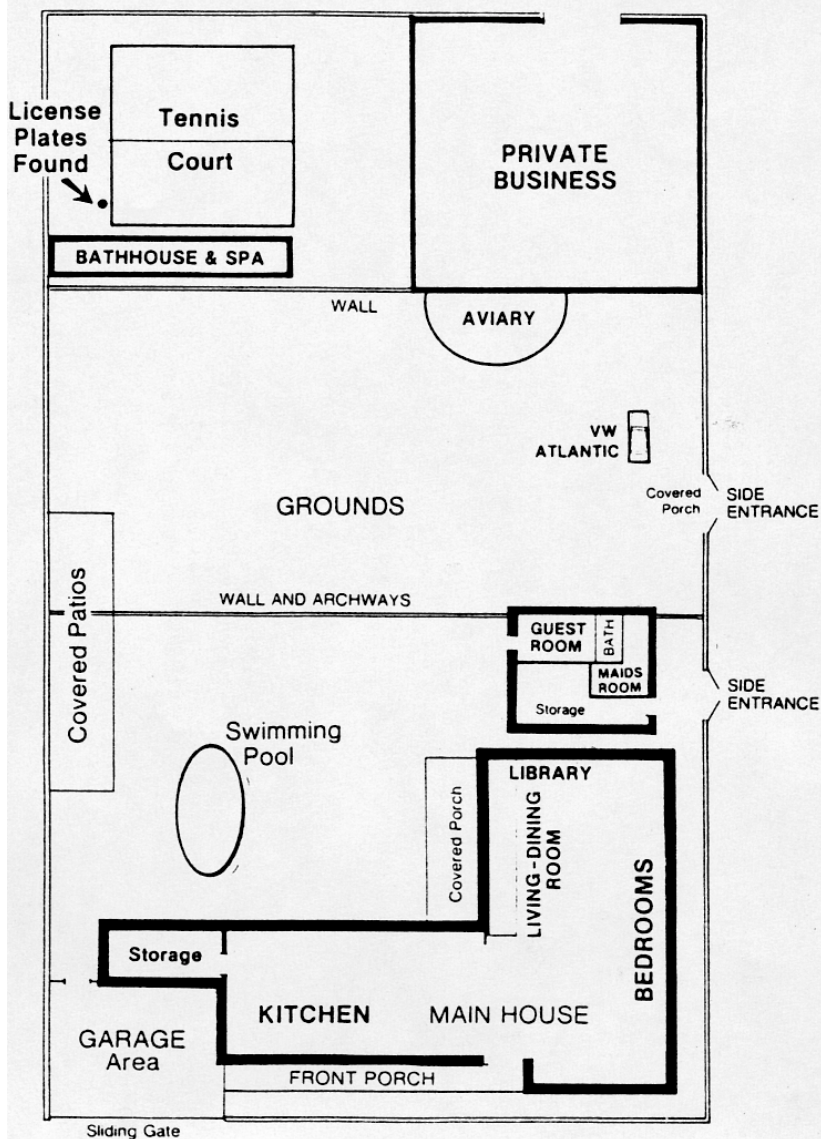 License
Plates
Found
Tennis
Court
PRIVATE
BUSINESS
BATHHOUSE & SPA
WALL
AVIARY
VW
ATLANTIC
Covered
Porch
SIDE
ENTRANCE
GROUNDS
Covered Patios
WALL AND ARCHWAYS
GUEST
ROOM
BATH
MAIDS
ROOM
Storage
SIDE
ENTRANCE
Swimming
Pool
LIBRARY
Covered Porch
LIVING-DINING
ROOM
BEDROOMS
Storage
KITCHEN
MAIN HOUSE
GARAGE
Area
FRONT PORCH
Sliding Gate